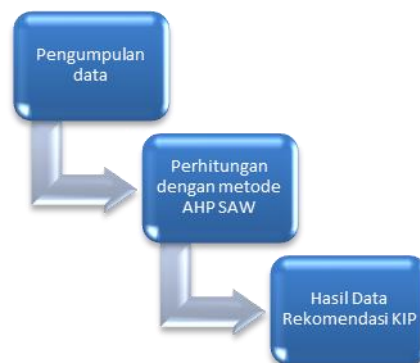 Pengumpulan
data
Perhitungan
dengan metode
AHP SAW
Hasil Data
Rekomendasi KIP